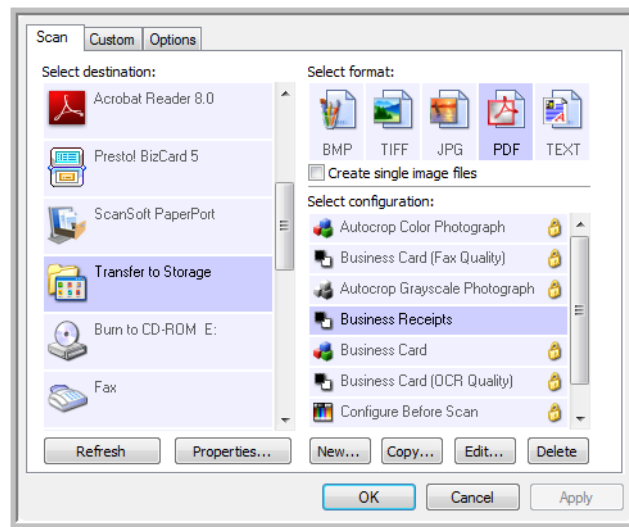 Scan Custom Options
Select destination:
Acrobat Reader 8.0
Presto! BizCard 5
ScanSoft PaperPort
Transfer to Storage
Burn to CD-ROM E:
Fax
Refresh Properties...
Select format:
BMP TIFF JPG PDF TEXT
Create single image files
Select configuration:
Autocrop Color Photograph
Business Card (Fax Quality)
Autocrop Grayscale Photograph
Business Receipts
Business Card
Business Card (OCR Quality)
Configure Before Scan
New... Copy... Edit... Delete
OK Cancel Apply